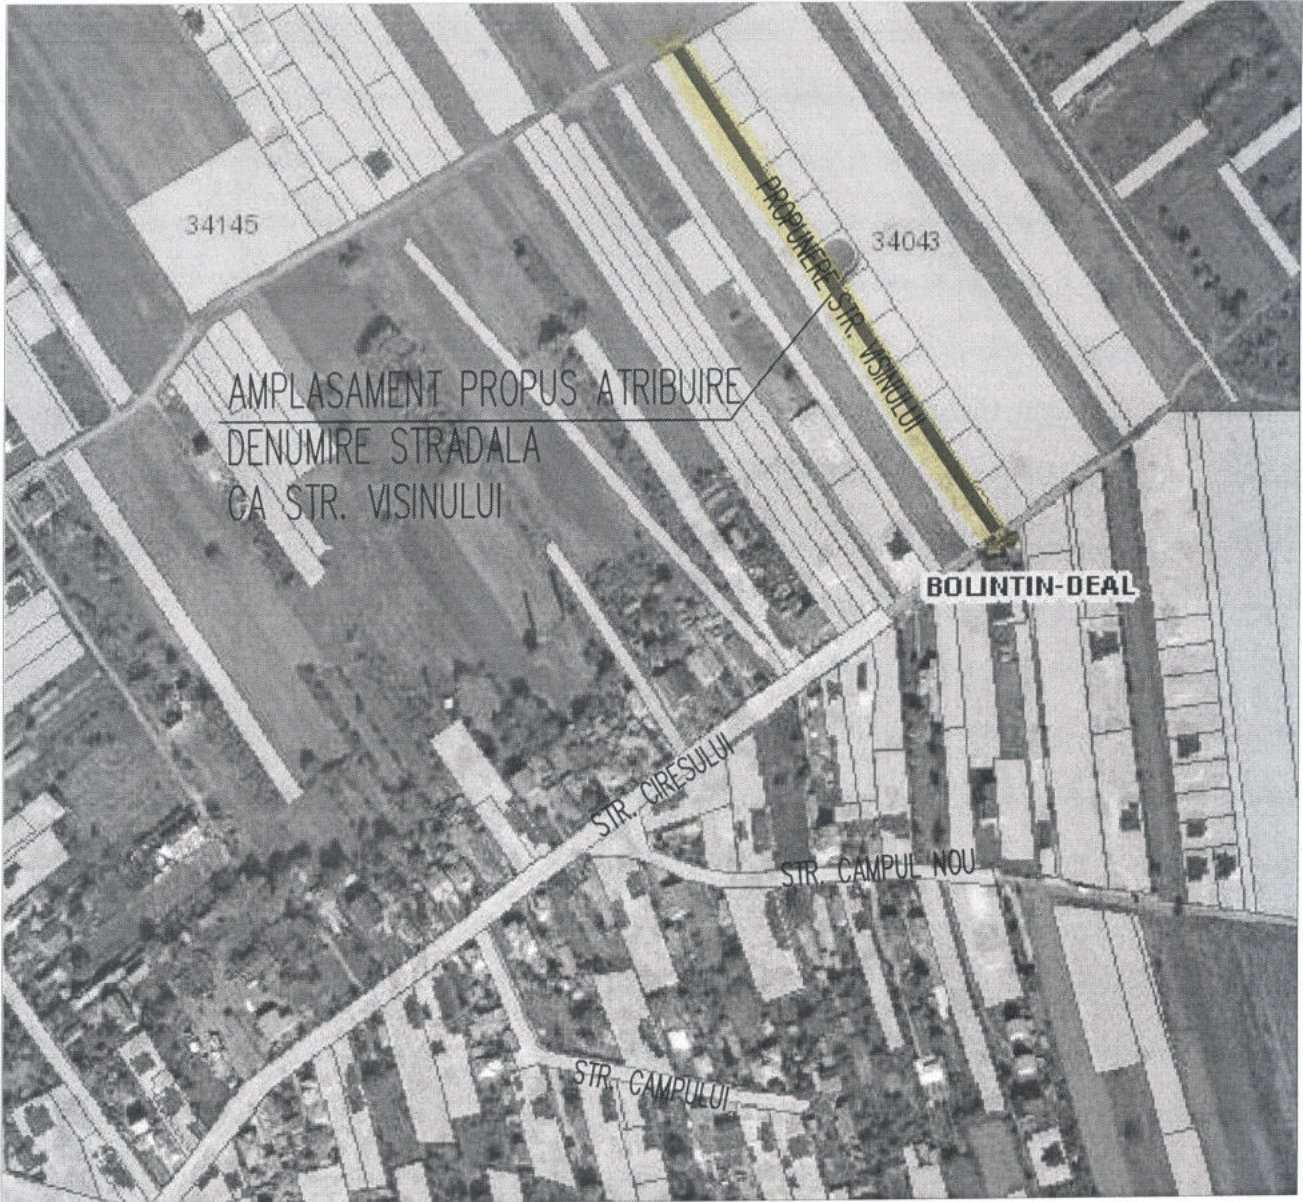 34145
34043
PROPUNERE STR. VISINULUI
AMPLASAMENT PROPUS ATRIBUIRE
DENUMIRE STRADALA
CA STR. VISINULUI
BOLINTIN-DEAL
STR. CIRESULUI
STR. CAMPUL NOU
STR. CAMPULUI